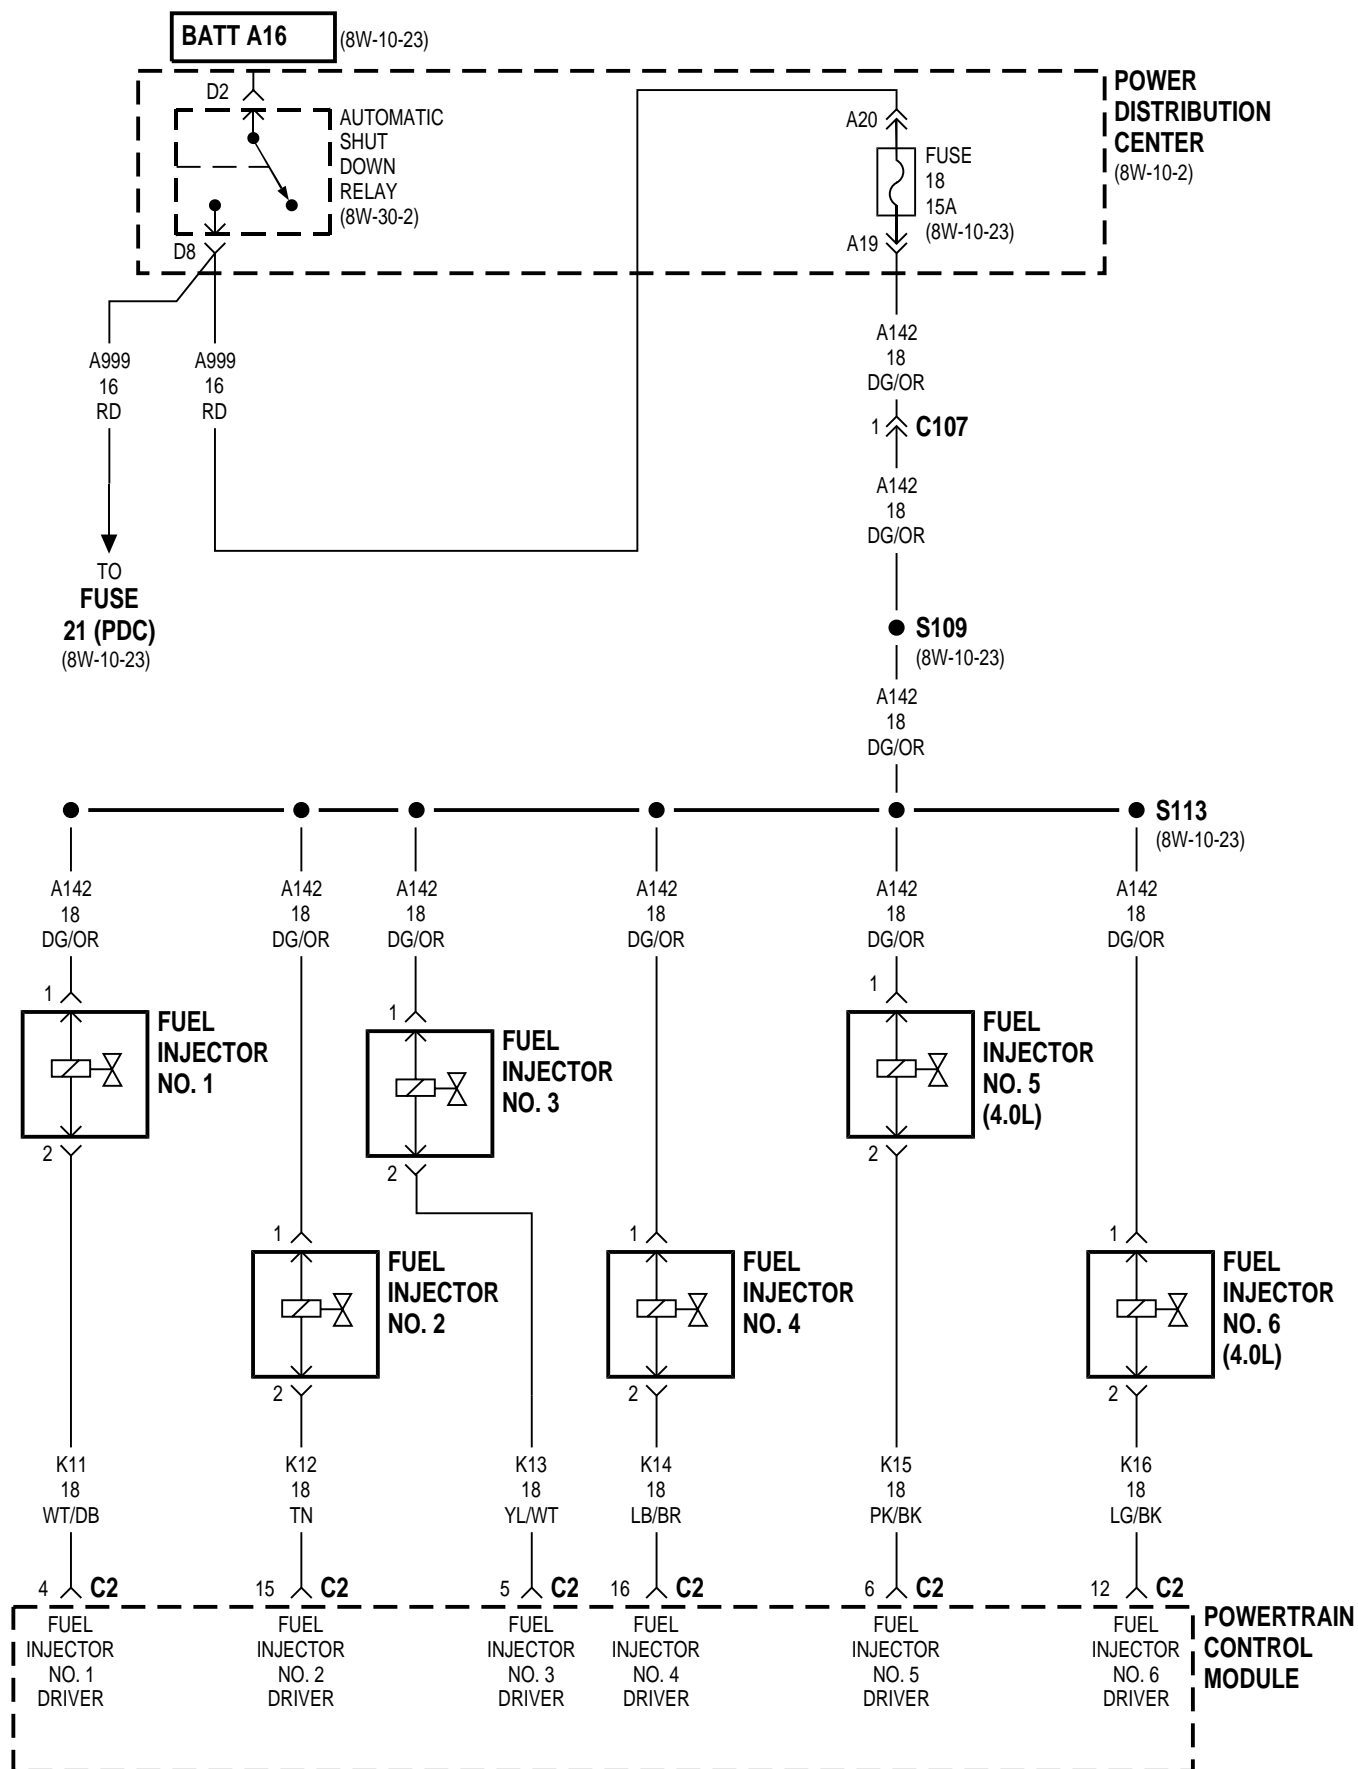 BATT A16
(8W-10-23)
D2
AUTOMATIC
SHUT
DOWN
RELAY
(8W-30-2)
D8
A20
FUSE
18
15A
(8W-10-23)
A19
POWER
DISTRIBUTION
CENTER
(8W-10-2)
A999
16
RD
A999
16
RD
TO
FUSE
21 (PDC)
(8W-10-23)
A142
18
DG/OR
1
C107
A142
18
DG/OR
S109
(8W-10-23)
A142
18
DG/OR
S113
(8W-10-23)
A142
18
DG/OR
A142
18
DG/OR
A142
18
DG/OR
A142
18
DG/OR
A142
18
DG/OR
A142
18
DG/OR
1
FUEL
INJECTOR
NO. 1
2
1
FUEL
INJECTOR
NO. 3
2
1
FUEL
INJECTOR
NO. 5
(4.0L)
2
1
FUEL
INJECTOR
NO. 2
2
1
FUEL
INJECTOR
NO. 4
2
1
FUEL
INJECTOR
NO. 6
(4.0L)
2
K11
18
WT/DB
K12
18
TN
K13
18
YL/WT
K14
18
LB/BR
K15
18
PK/BK
K16
18
LG/BK
4
C2
15
C2
5
C2
16
C2
6
C2
12
C2
FUEL
INJECTOR
NO. 1
DRIVER
FUEL
INJECTOR
NO. 2
DRIVER
FUEL
INJECTOR
NO. 3
DRIVER
FUEL
INJECTOR
NO. 4
DRIVER
FUEL
INJECTOR
NO. 5
DRIVER
FUEL
INJECTOR
NO. 6
DRIVER
POWERTRAIN
CONTROL
MODULE